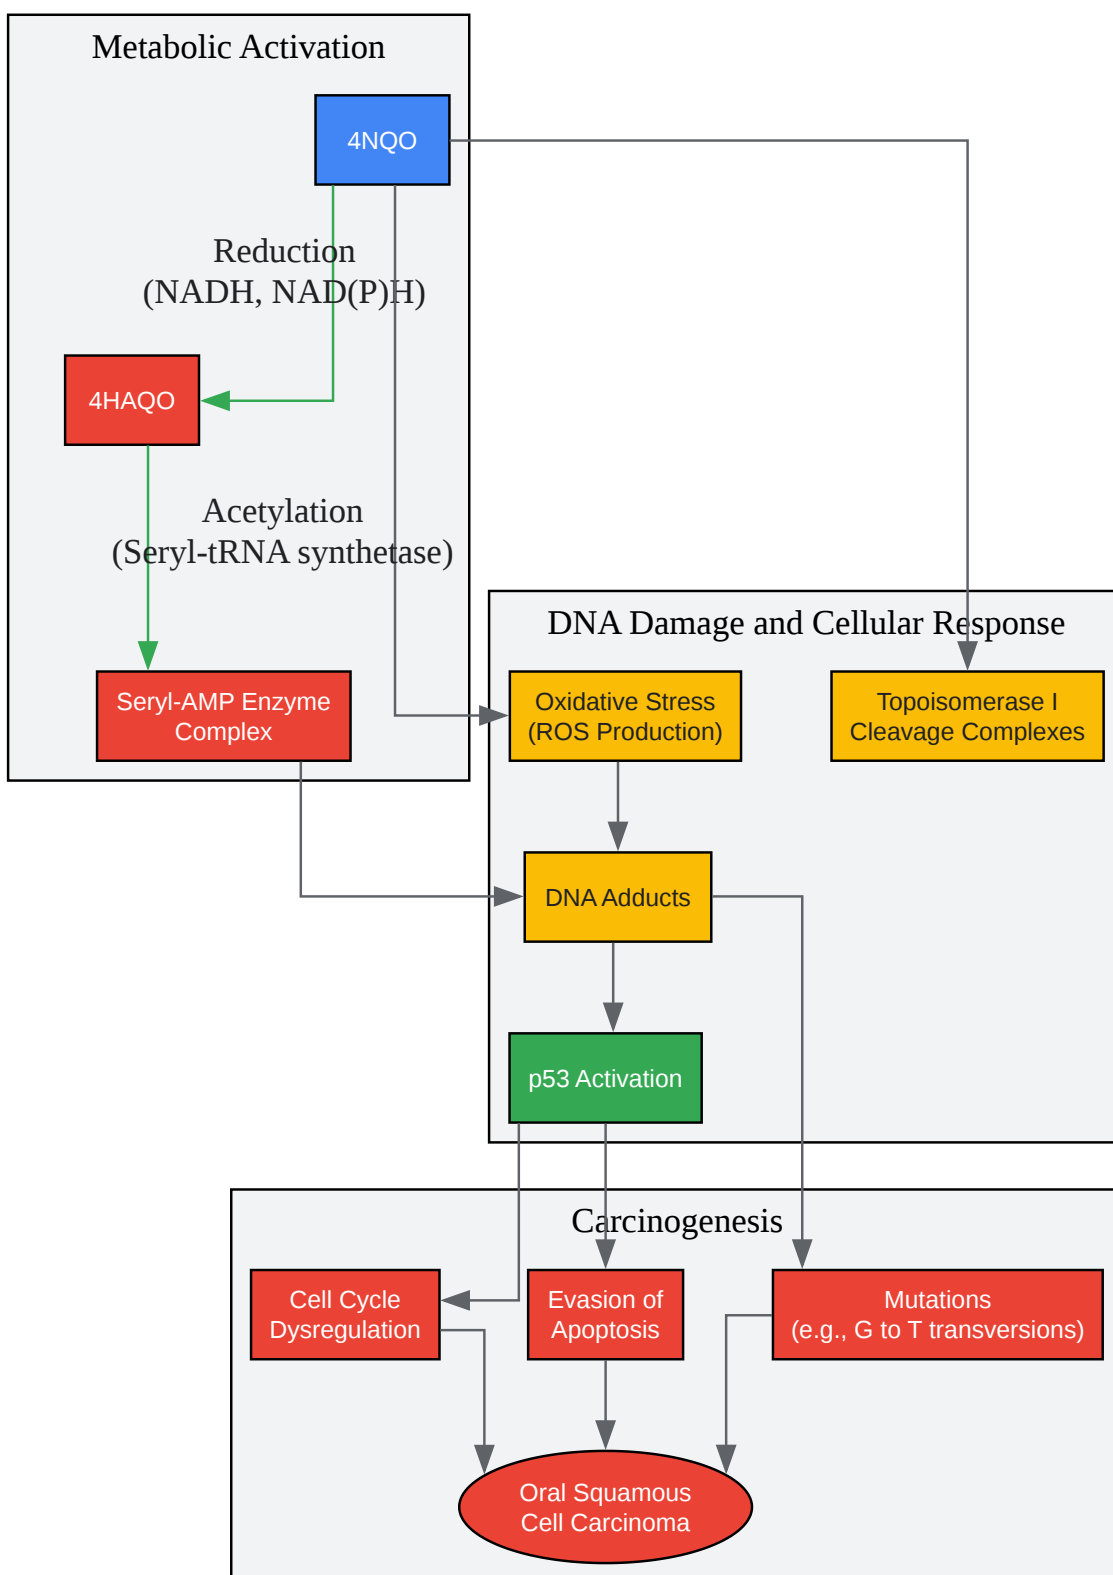 Metabolic Activation
4NQO
Reduction
(NADH, NAD(P)H)
4HAQO
Acetylation
(Seryl-tRNA synthetase)
Seryl-AMP Enzyme
Complex
DNA Damage and Cellular Response
Oxidative Stress
(ROS Production)
Topoisomerase I
Cleavage Complexes
DNA Adducts
p53 Activation
Carcinogenesis
Cell Cycle
Dysregulation
Evasion of
Apoptosis
Mutations
(e.g., G to T transversions)
Oral Squamous
Cell Carcinoma